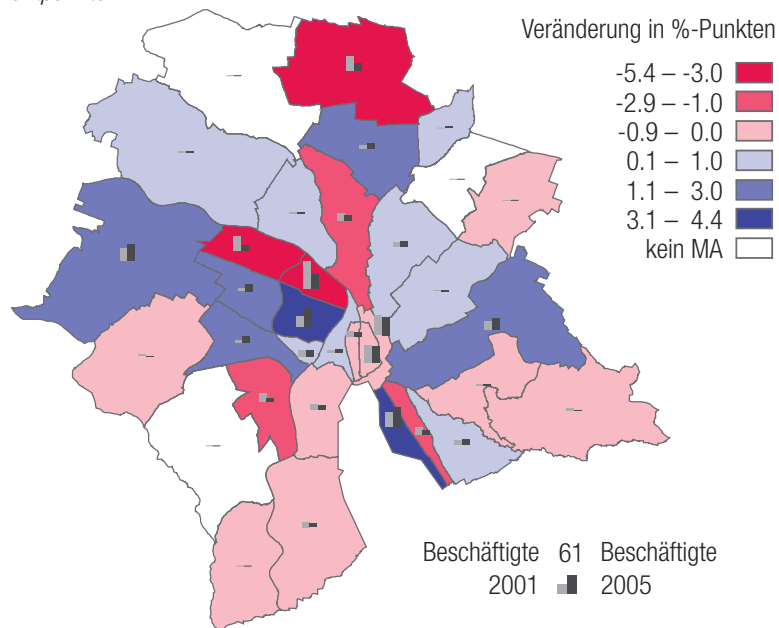 Veränderung in %-Punkten
-5.4 – -3.0
-2.9 – -1.0
-0.9 – 0.0
0.1 – 1.0
1.1 – 3.0
3.1 – 4.4
kein MA
Beschäftigte 61 Beschäftigte
2001 2005